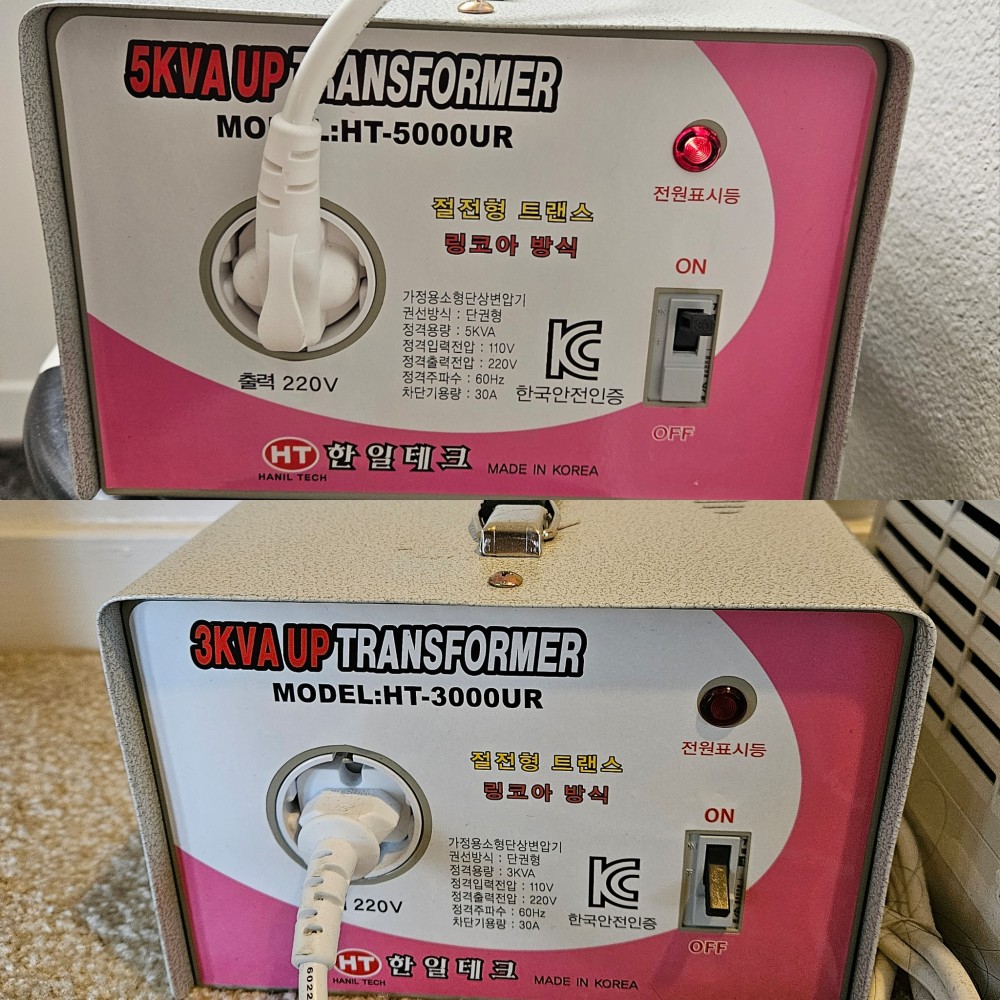 5KVA UP TRANSFORMER
MODEL:HT-5000UR
전원표시등
절전형 트랜스
링코아 방식
ON
가정용소형단상변압기
권선방식 : 단권형
정격용량 : 5KVA
정격입력전압 : 110V
정격출력전압 : 220V
정격주파수 : 60Hz
차단기용량 : 30A
KC
한국안전인증
출력 220V
OFF
HT 한일테크 MADE IN KOREA
HANIL TECH
3KVA UP TRANSFORMER
MODEL:HT-3000UR
전원표시등
절전형 트랜스
링코아 방식
ON
가정용소형단상변압기
권선방식 : 단권형
정격용량 : 3KVA
정격입력전압 : 110V
정격출력전압 : 220V
정격주파수 : 60Hz
차단기용량 : 30A
KC
한국안전인증
220V
OFF
HT 한일테크 MADE IN KOREA
HANIL TECH
6022